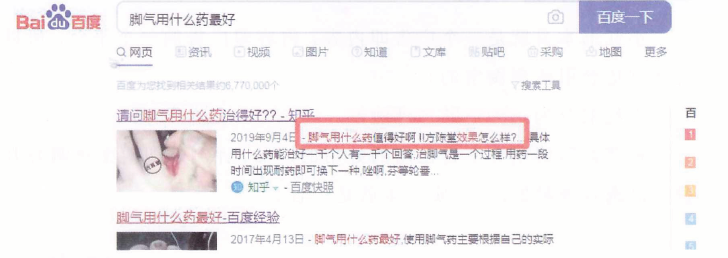 Bai du 百度 脚气用什么药最好 百度一下
网页 资讯 视频 图片 知道 文库 贴吧 采购 地图 更多
百度为您找到相关结果约6,770,000个 搜索工具
请问脚气用什么药治得好?? - 知乎 百
2019年9月4日 - 脚气用什么药值得好啊 !!方陈堂效果怎么样? 具体 1
用什么药能治好一千个人有一千个回答,治脚气是一个过程,用药一段 2
时间出现耐药即可换下一种,唑啊,芬等轮番... 3
知乎 - 百度快照
脚气用什么药最好-百度经验 4
2017年4月13日 - 脚气用什么药最好,使用脚气药主要根据自己的实际 5